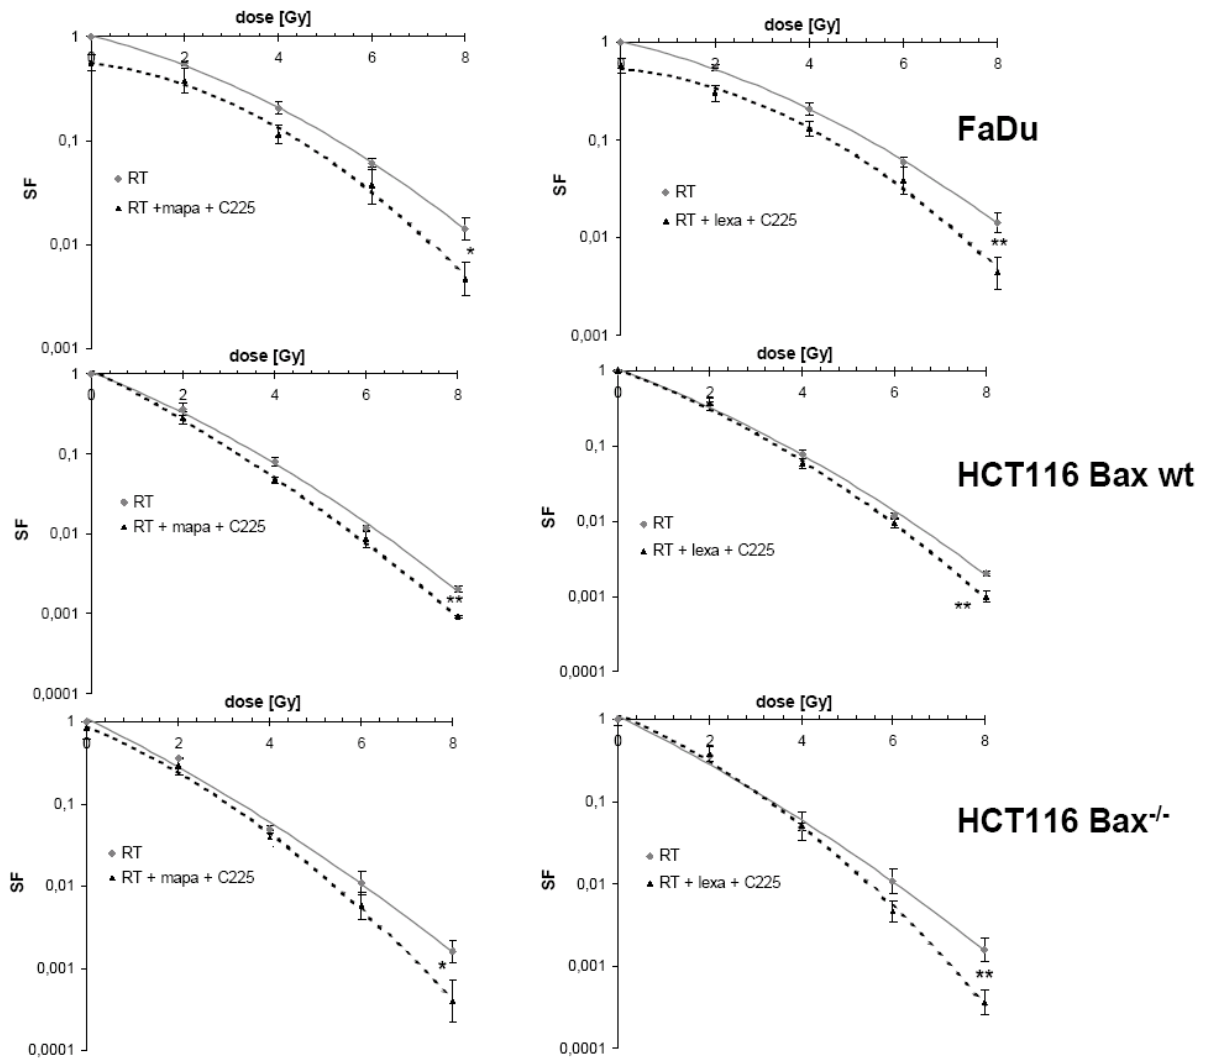 dose [Gy]
1
0 2 4 6 8
0,1
SF
RT
RT +mapa + C225
0,01
*
0,001
dose [Gy]
1
0 2 4 6 8
0,1
SF
RT
RT + lexa + C225
0,01
**
0,001
FaDu
dose [Gy]
1
0 2 4 6 8
0,1
SF
RT
RT + mapa + C225
0,01
**
0,001
0,0001
dose [Gy]
1
0 2 4 6 8
0,1
SF
0,01
RT
RT + lexa + C225
0,001
**
0,0001
HCT116 Bax wt
dose [Gy]
1
0 2 4 6 8
0,1
SF
RT
RT + mapa + C225
0,01
*
0,001
0,0001
dose [Gy]
1
0 2 4 6 8
0,1
SF
RT
RT + lexa + C225
0,01
**
0,001
0,0001
HCT116 Bax-/-